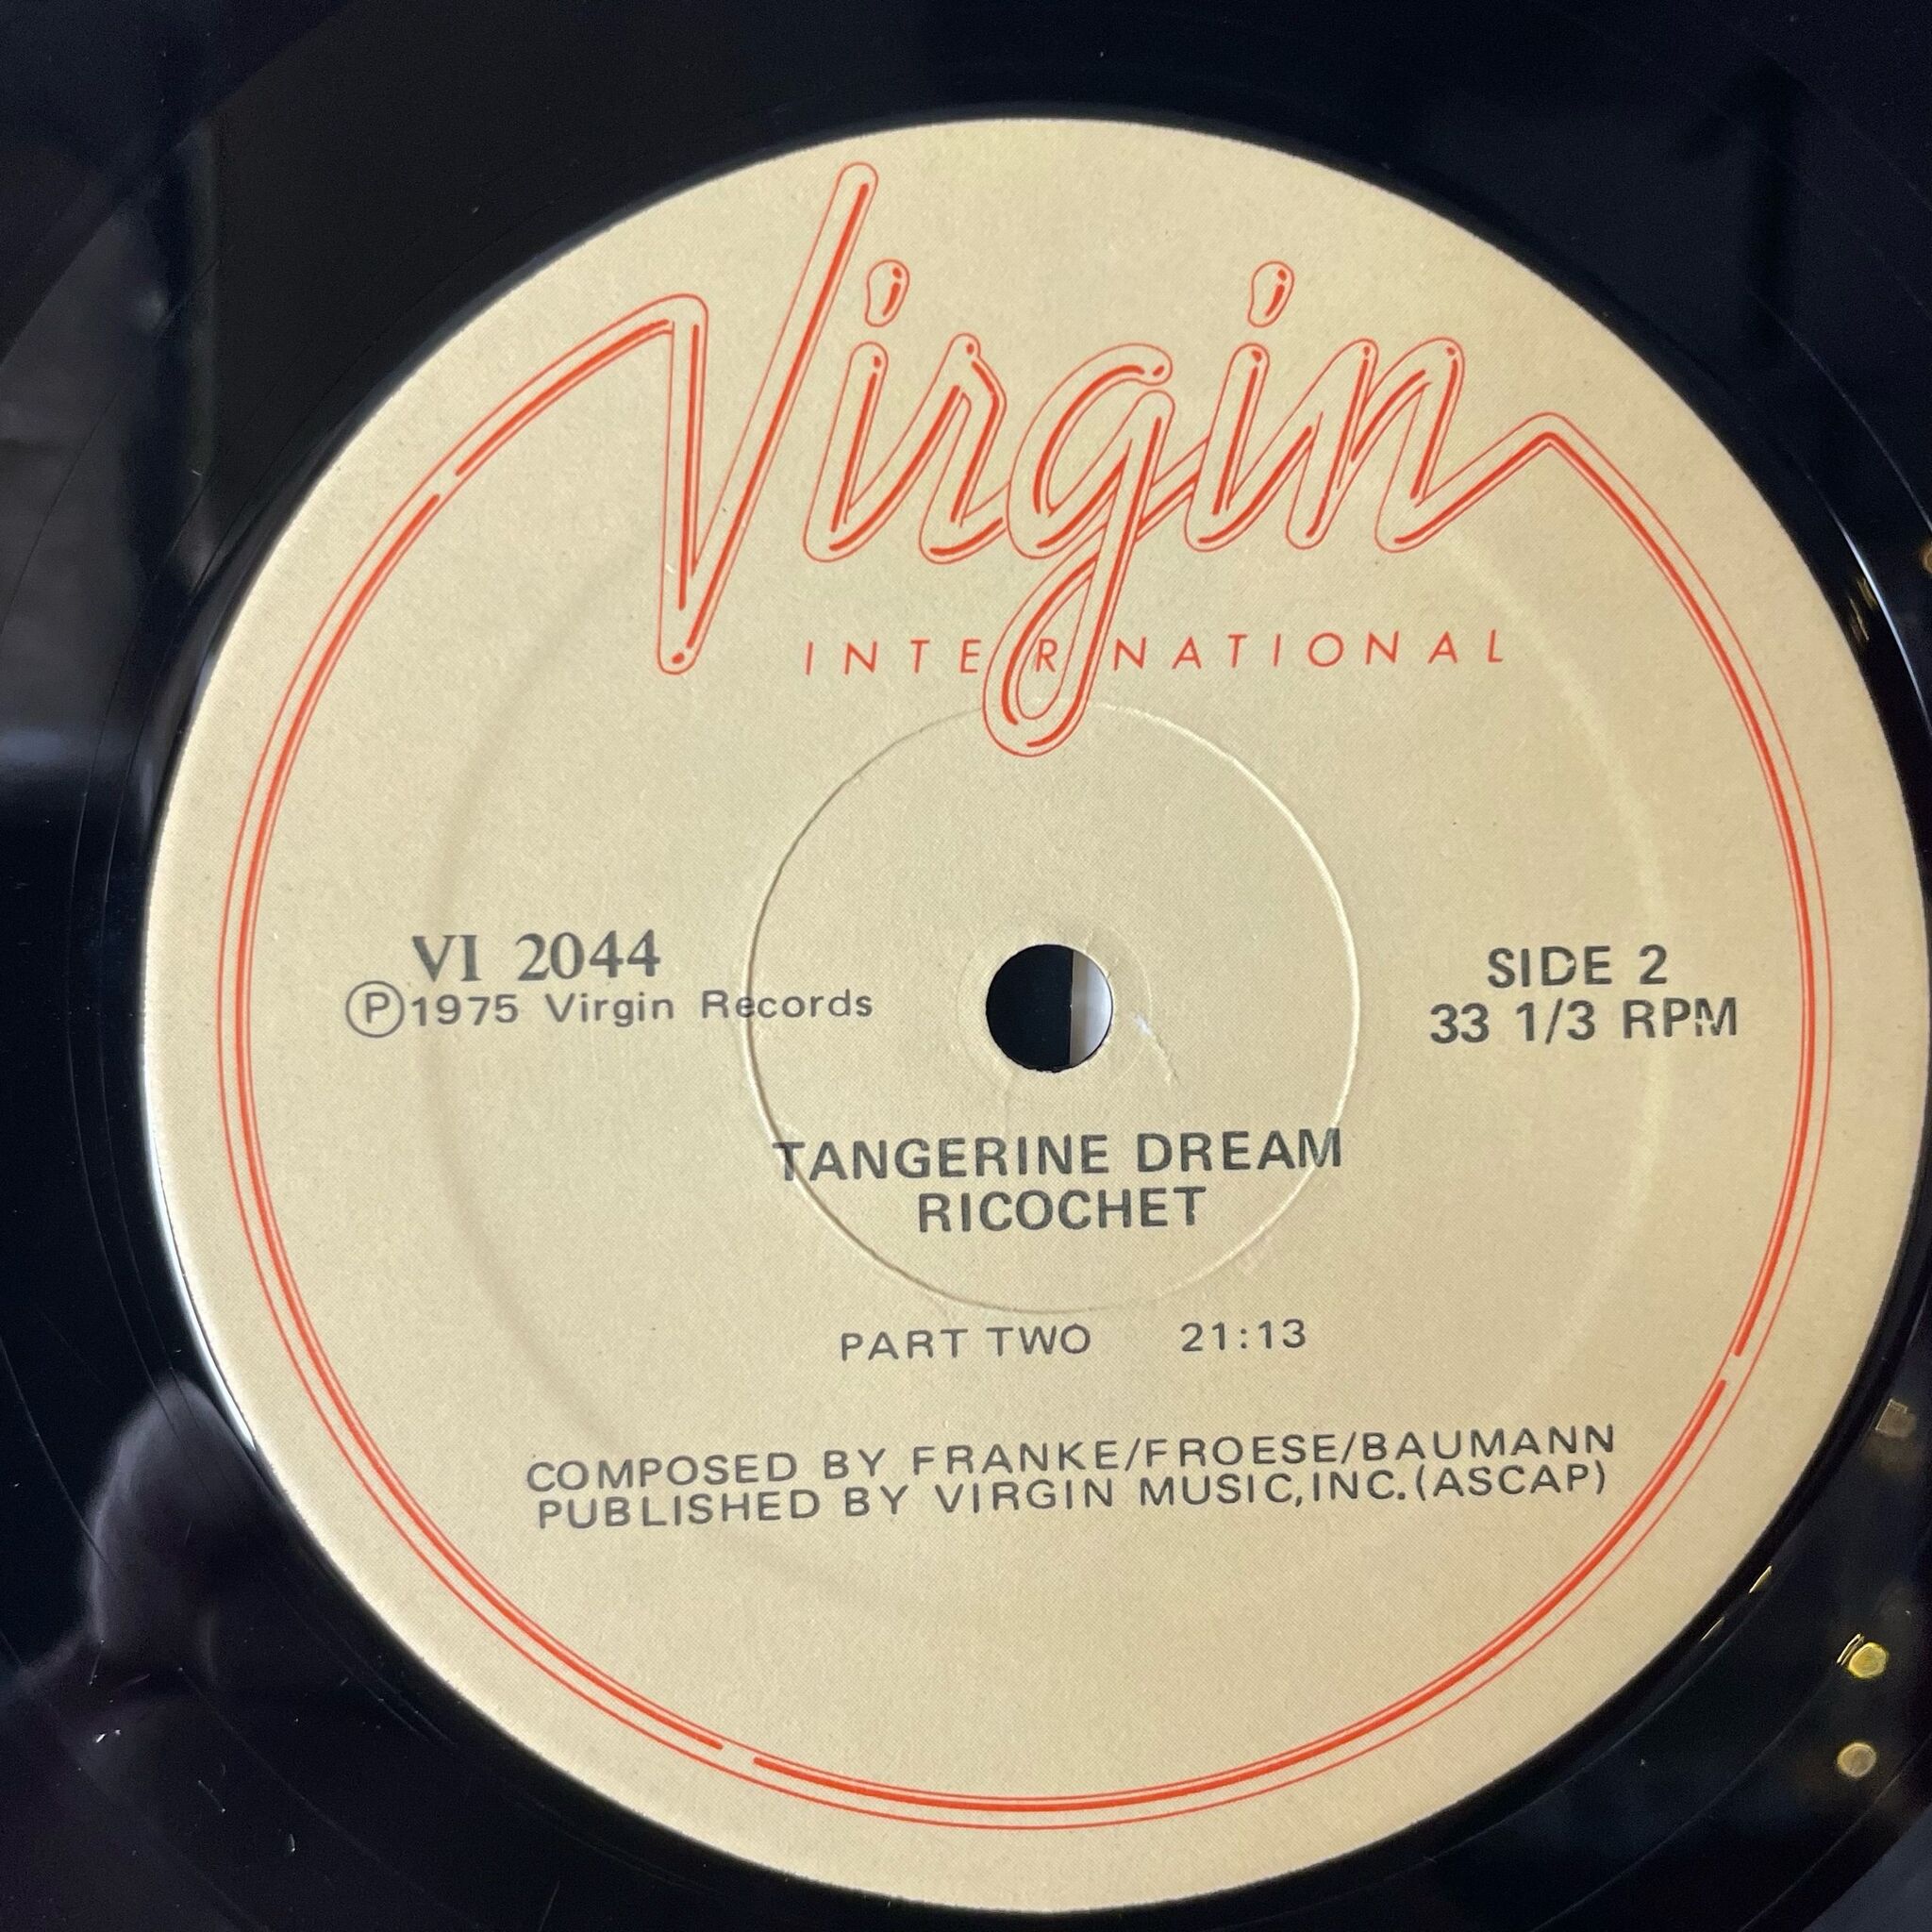 Virgin
INTERNATIONAL
VI 2044
Ⓟ1975 Virgin Records
SIDE 2
33 1/3 RPM
TANGERINE DREAM
RICOCHET
PART TWO 21:13
COMPOSED BY FRANKE/FROESE/BAUMANN
PUBLISHED BY VIRGIN MUSIC,INC.(ASCAP)